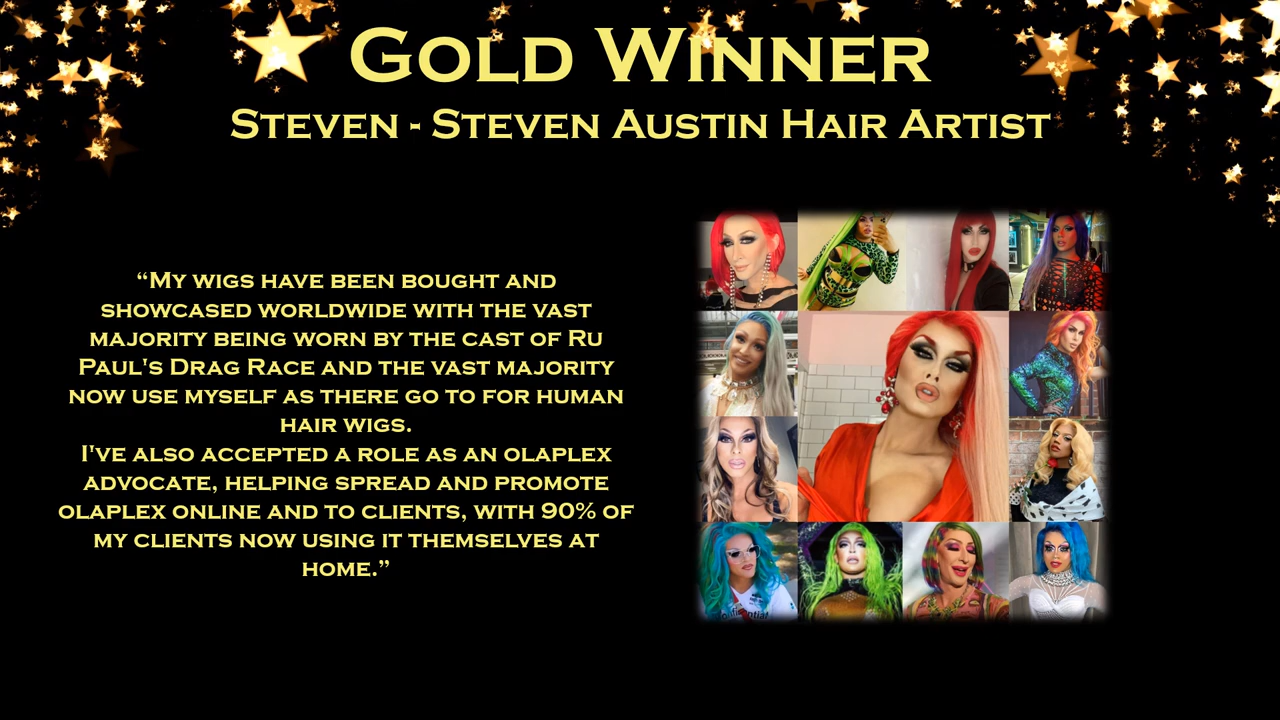 Gold Winner
Steven - Steven Austin Hair Artist
“My wigs have been bought and
showcased worldwide with the vast
majority being worn by the cast of Ru
Paul's Drag Race and the vast majority
now use myself as there go to for human
hair wigs.
I've also accepted a role as an olaplex
advocate, helping spread and promote
olaplex online and to clients, with 90% of
my clients now using it themselves at
home.”